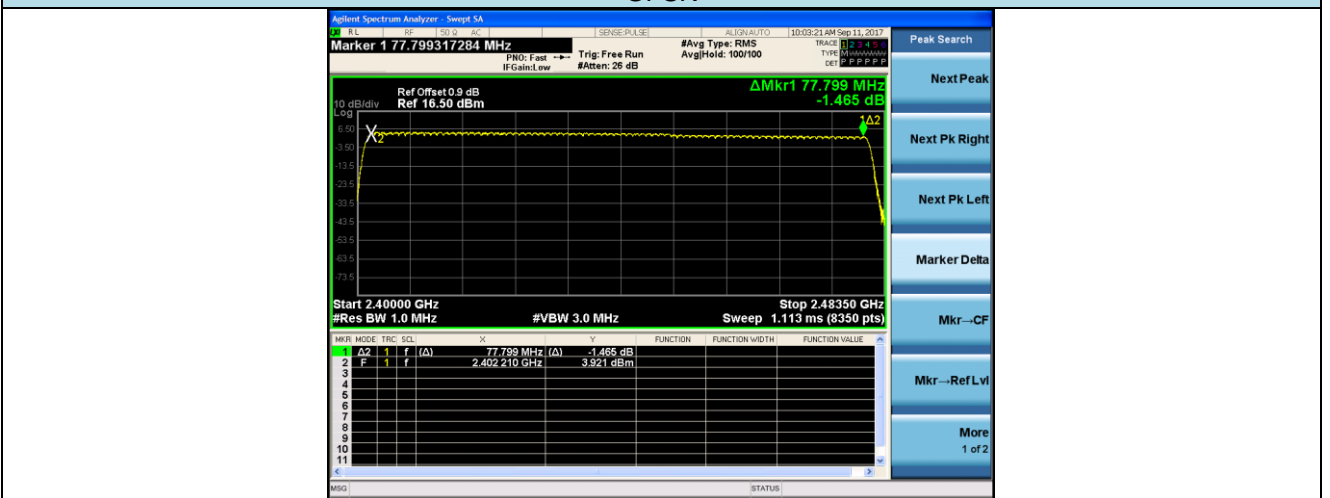 Agilent Spectrum Analyzer - Swept SA
RL RF 50 Ω AC SENSE:PULSE ALIGN AUTO 10:03:21 AM Sep 11, 2017
Marker 1 77.799317284 MHz
PNO: Fast
IFGain:Low
Trig: Free Run
#Atten: 26 dB
#Avg Type: RMS
Avg|Hold: 100/100
TRACE 1 2 3 4 5 6
TYPE M
DET P P P P P P
Peak Search
ΔMkr1 77.799 MHz
-1.465 dB
Ref Offset 0.9 dB
10 dB/div Ref 16.50 dBm
Log
1Δ2
6.50
2
-3.50
-13.5
-23.5
-33.5
-43.5
-53.5
-63.5
-73.5
Start 2.40000 GHz Stop 2.48350 GHz
#Res BW 1.0 MHz #VBW 3.0 MHz Sweep 1.113 ms (8350 pts)
MKR MODE TRC SCL X Y FUNCTION FUNCTION WIDTH FUNCTION VALUE
1 Δ2 1 f (Δ) 77.799 MHz (Δ) -1.465 dB
2 F 1 f 2.402 210 GHz 3.921 dBm
3
4
5
6
7
8
9
10
11
MSG STATUS
Next Peak
Next Pk Right
Next Pk Left
Marker Delta
Mkr→CF
Mkr→Ref Lvl
More
1 of 2